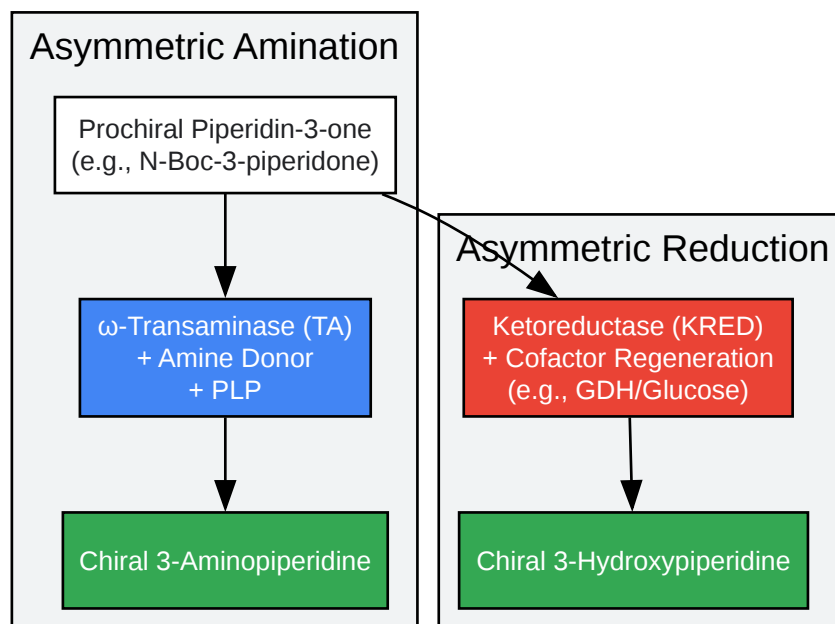 Asymmetric Amination
Prochiral Piperidin-3-one
(e.g., N-Boc-3-piperidone)
ω-Transaminase (TA)
+ Amine Donor
+ PLP
Chiral 3-Aminopiperidine
Asymmetric Reduction
Ketoreductase (KRED)
+ Cofactor Regeneration
(e.g., GDH/Glucose)
Chiral 3-Hydroxypiperidine